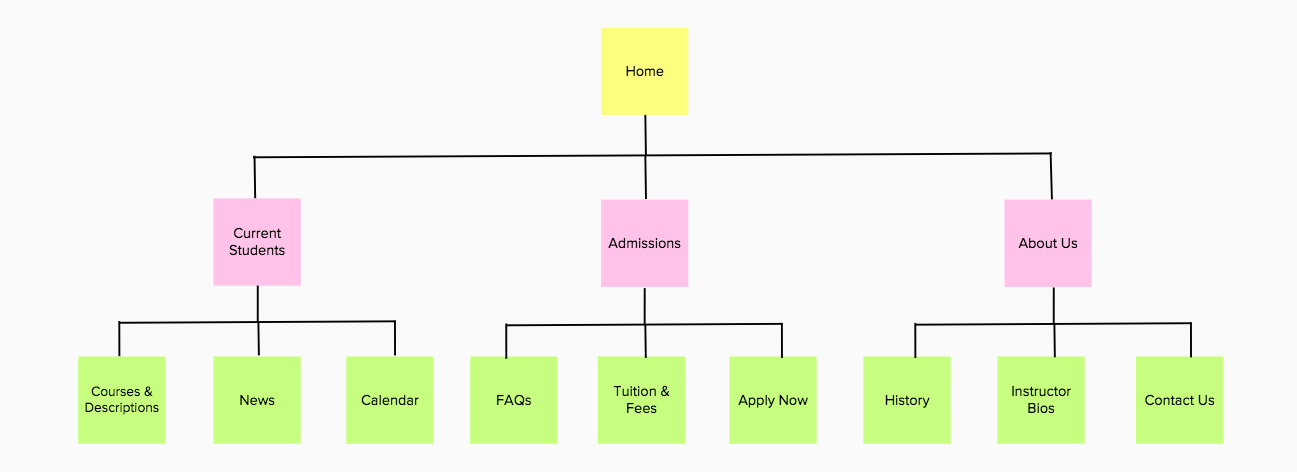 Home
Current
Students
Admissions
About Us
Courses &
Descriptions
News
Calendar
FAQs
Tuition &
Fees
Apply Now
History
Instructor
Bios
Contact Us